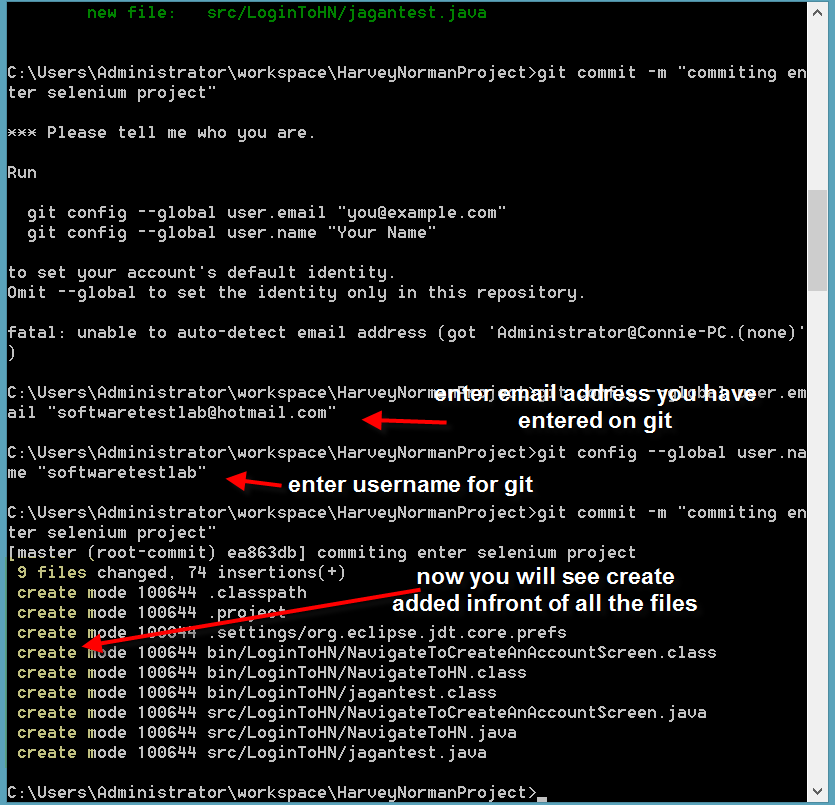 new file:   src/LoginToHN/jagantest.java
C:\Users\Administrator\workspace\HarveyNormanProject>git commit -m "commiting en
ter selenium project"
*** Please tell me who you are.
Run
git config --global user.email "you@example.com"
git config --global user.name "Your Name"
to set your account's default identity.
Omit --global to set the identity only in this repository.
fatal: unable to auto-detect email address (got 'Administrator@Connie-PC.(none)'
)
C:\Users\Administrator\workspace\HarveyNormanProject>git config --global user.em
ail "softwaretestlab@hotmail.com"
enter email address you have
entered on git
C:\Users\Administrator\workspace\HarveyNormanProject>git config --global user.na
me "softwaretestlab"
enter username for git
C:\Users\Administrator\workspace\HarveyNormanProject>git commit -m "commiting en
ter selenium project"
[master (root-commit) ea863db] commiting enter selenium project
9 files changed, 74 insertions(+)
now you will see create
added infront of all the files
create mode 100644 .classpath
create mode 100644 .project
create mode 100644 .settings/org.eclipse.jdt.core.prefs
create mode 100644 bin/LoginToHN/NavigateToCreateAnAccountScreen.class
create mode 100644 bin/LoginToHN/NavigateToHN.class
create mode 100644 bin/LoginToHN/jagantest.class
create mode 100644 src/LoginToHN/NavigateToCreateAnAccountScreen.java
create mode 100644 src/LoginToHN/NavigateToHN.java
create mode 100644 src/LoginToHN/jagantest.java
C:\Users\Administrator\workspace\HarveyNormanProject>_